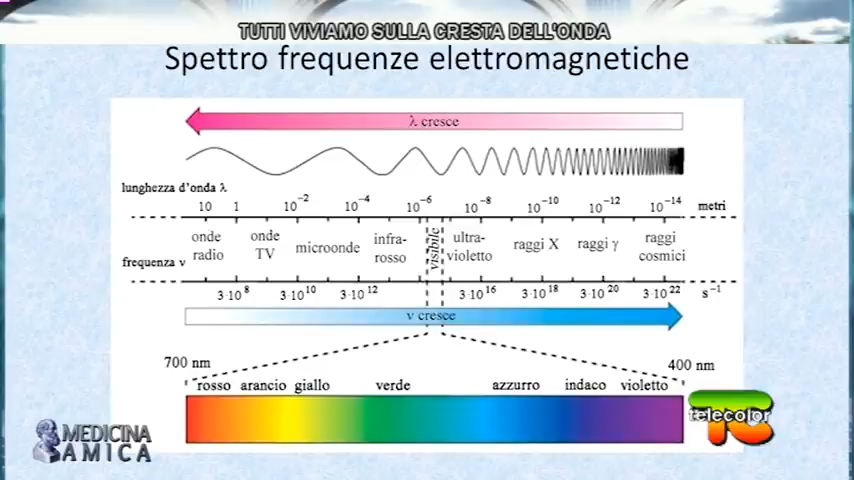 TUTTI VIVIAMO SULLA CRESTA DELL'ONDA
Spettro frequenze elettromagnetiche
λ cresce
lunghezza d'onda λ
10 1 10⁻² 10⁻⁴ 10⁻⁶ 10⁻⁸ 10⁻¹⁰ 10⁻¹² 10⁻¹⁴ metri
frequenza ν
onde radio
onde TV
microonde
infra-
rosso
visibile
ultra-
violetto
raggi X
raggi γ
raggi
cosmici
3·10⁸ 3·10¹⁰ 3·10¹² 3·10¹⁶ 3·10¹⁸ 3·10²⁰ 3·10²² s⁻¹
ν cresce
700 nm 400 nm
rosso arancio giallo verde azzurro indaco violetto
MEDICINA
AMICA
telecolor
TC